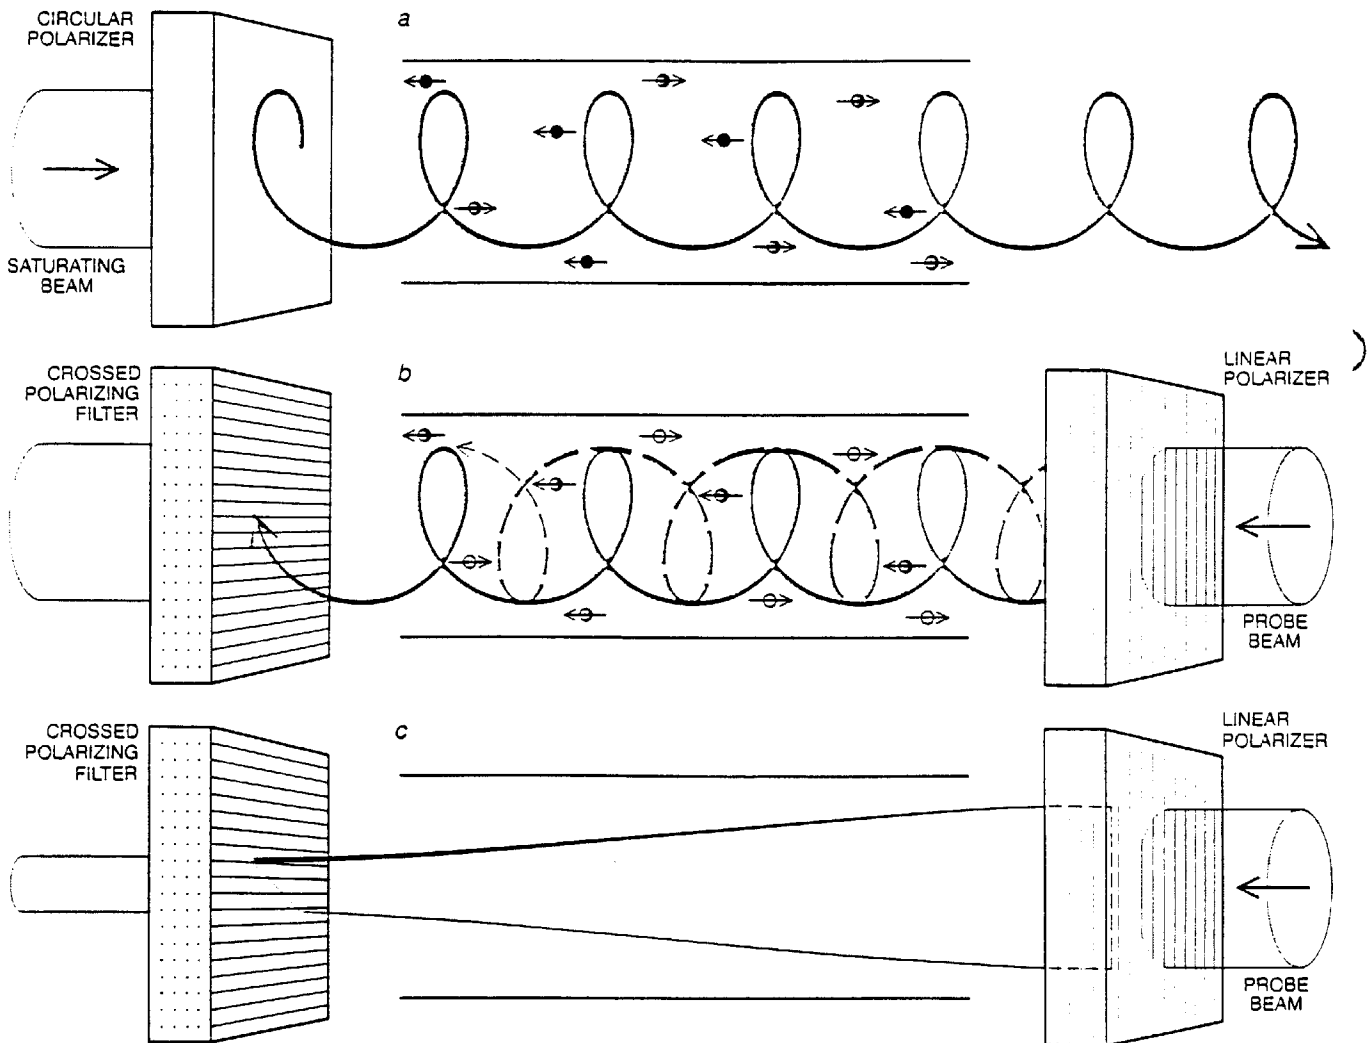 CIRCULAR
POLARIZER
a
SATURATING
BEAM
CROSSED
POLARIZING
FILTER
b
LINEAR
POLARIZER
PROBE
BEAM
CROSSED
POLARIZING
FILTER
c
LINEAR
POLARIZER
PROBE
BEAM